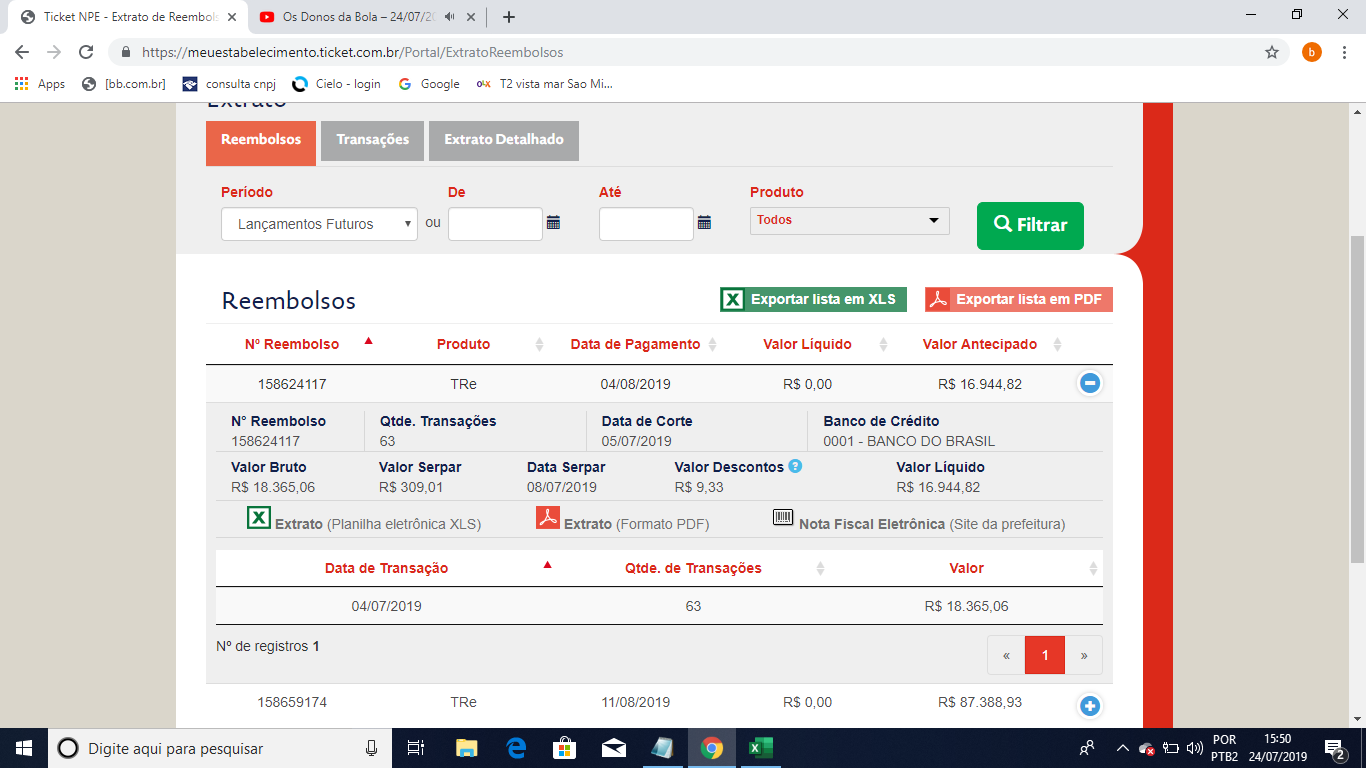 Ticket NPE - Extrato de Reembols
Os Donos da Bola – 24/07/20
https://meuestabelecimento.ticket.com.br/Portal/ExtratoReembolsos
b
Apps [bb.com.br] consulta cnpj Cielo - login Google OLX T2 vista mar Sao Mi...
Extrato
Reembolsos Transações Extrato Detalhado
Período De Até Produto
Lançamentos Futuros ou Todos Filtrar
Reembolsos Exportar lista em XLS Exportar lista em PDF
Nº Reembolso Produto Data de Pagamento Valor Líquido Valor Antecipado
158624117 TRe 04/08/2019 R$ 0,00 R$ 16.944,82
N° Reembolso Qtde. Transações Data de Corte Banco de Crédito
158624117 63 05/07/2019 0001 - BANCO DO BRASIL
Valor Bruto Valor Serpar Data Serpar Valor Descontos ? Valor Líquido
R$ 18.365,06 R$ 309,01 08/07/2019 R$ 9,33 R$ 16.944,82
Extrato (Planilha eletrônica XLS) Extrato (Formato PDF) Nota Fiscal Eletrônica (Site da prefeitura)
Data de Transação Qtde. de Transações Valor
04/07/2019 63 R$ 18.365,06
Nº de registros 1 « 1 »
158659174 TRe 11/08/2019 R$ 0,00 R$ 87.388,93
Digite aqui para pesquisar
POR 15:50
PTB2 24/07/2019 2